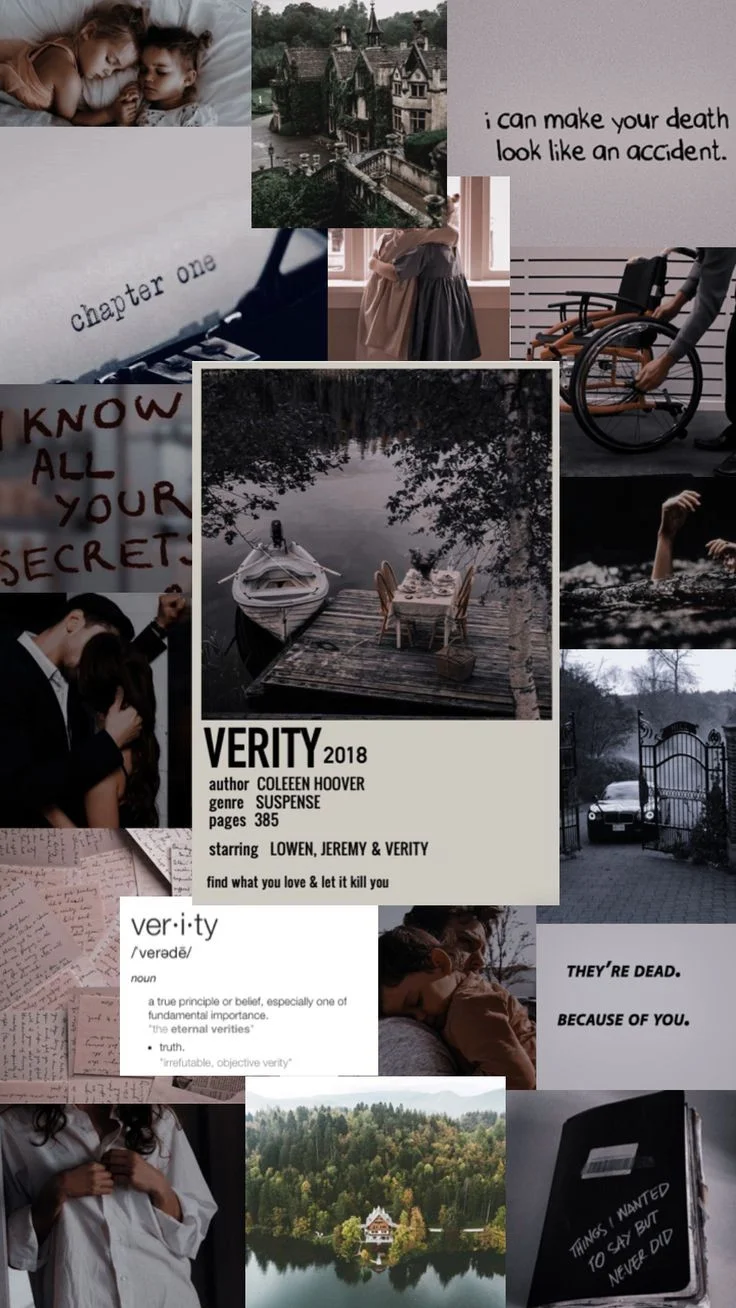 i can make your death
look like an accident.
chapter one
I KNOW
ALL
YOUR
SECRETS
VERITY 2018
author COLEEEN HOOVER
genre SUSPENSE
pages 385
starring LOWEN, JEREMY & VERITY
find what you love & let it kill you
ver·i·ty
/ˈverədē/
noun
a true principle or belief, especially one of
fundamental importance.
"the eternal verities"
• truth.
"irrefutable, objective verity"
THEY'RE DEAD.
BECAUSE OF YOU.
THINGS I WANTED
TO SAY BUT
NEVER DID